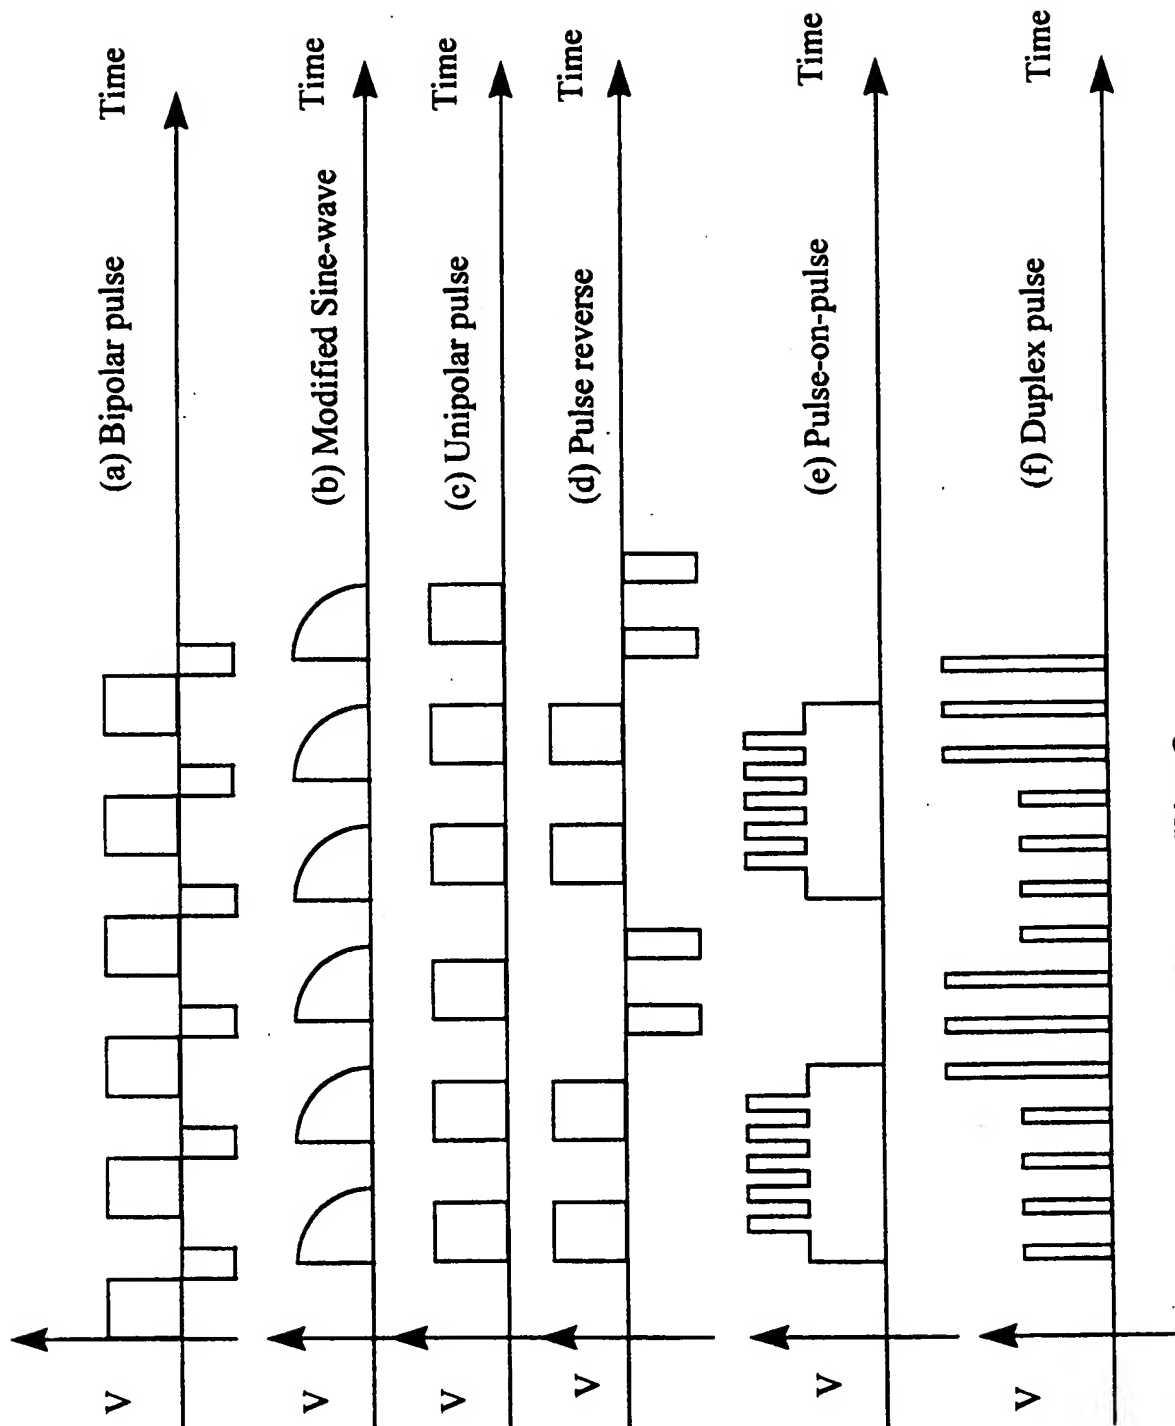 V
(a) Bipolar pulse
Time
V
(b) Modified Sine-wave
Time
V
(c) Unipolar pulse
Time
V
(d) Pulse reverse
Time
V
(e) Pulse-on-pulse
Time
V
(f) Duplex pulse
Time